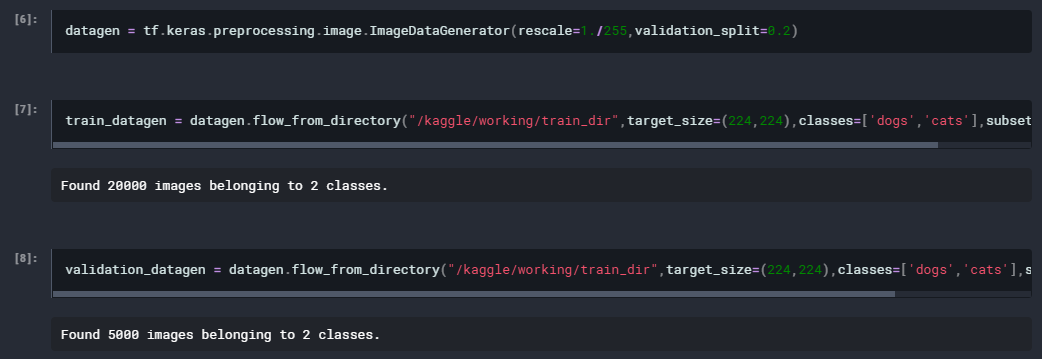 [6]:
datagen = tf.keras.preprocessing.image.ImageDataGenerator(rescale=1./255,validation_split=0.2)
[7]:
train_datagen = datagen.flow_from_directory("/kaggle/working/train_dir",target_size=(224,224),classes=['dogs','cats'],subset
Found 20000 images belonging to 2 classes.
[8]:
validation_datagen = datagen.flow_from_directory("/kaggle/working/train_dir",target_size=(224,224),classes=['dogs','cats'],s
Found 5000 images belonging to 2 classes.